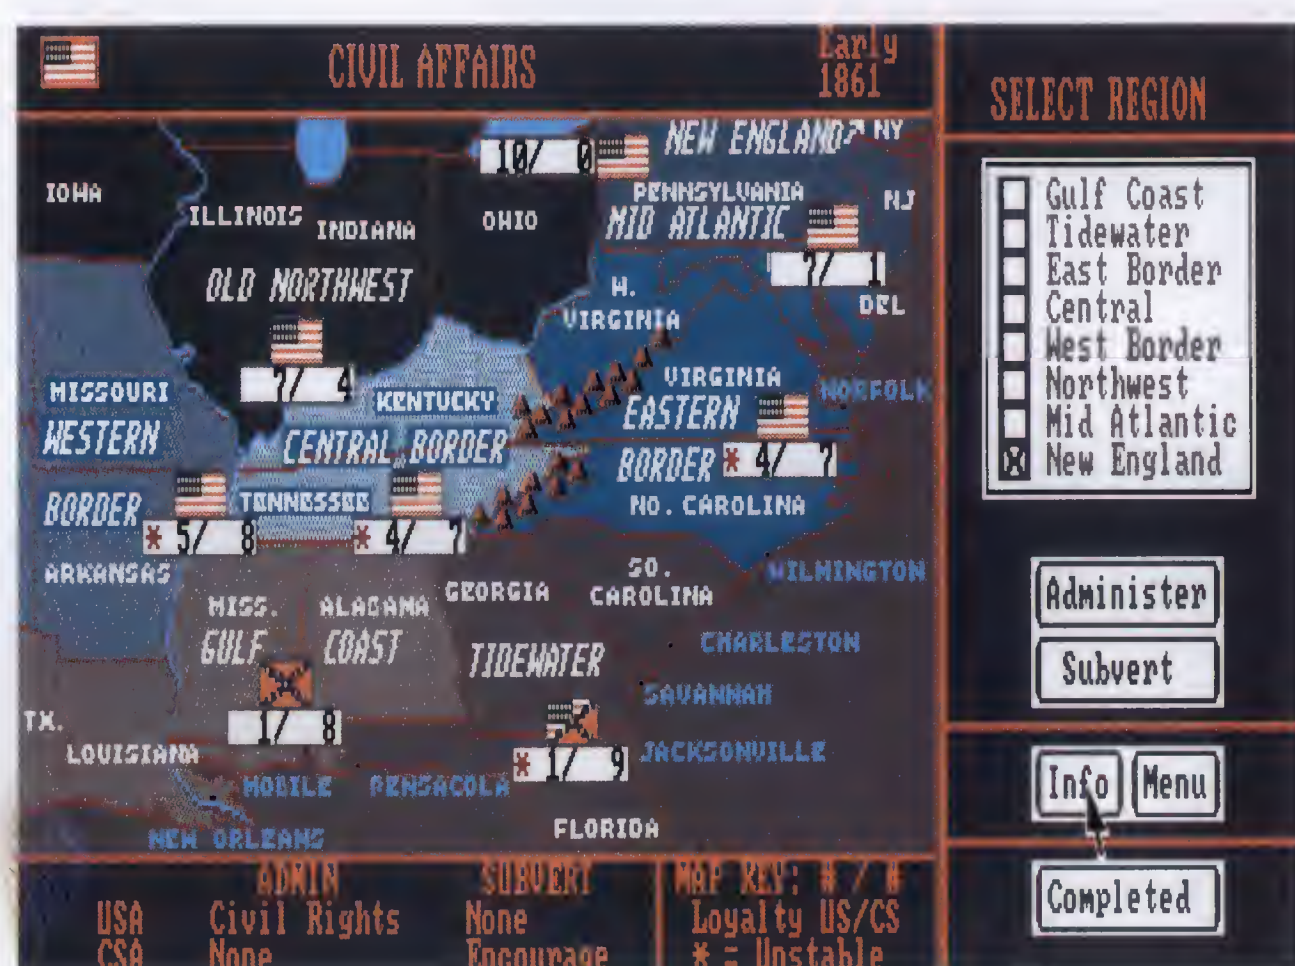 CIVIL AFFAIRS
Early
1861
SELECT REGION
10/ 0
NEW ENGLAND
NY
IOWA
ILLINOIS
INDIANA
OHIO
PENNSYLVANIA
NJ
MID ATLANTIC
7/ 1
DEL
OLD NORTHWEST
W.
VIRGINIA
7/ 4
MISSOURI
KENTUCKY
VIRGINIA
NORFOLK
WESTERN
EASTERN
CENTRAL BORDER
BORDER
* 4/ 7
BORDER
TENNESSEE
NO. CAROLINA
* 5/ 8
* 4/ 7
ARKANSAS
GEORGIA
SO.
CAROLINA
WILMINGTON
MISS.
ALABAMA
GULF COAST
TIDEWATER
CHARLESTON
SAVANNAH
1/ 8
TX.
LOUISIANA
* 1/ 9
JACKSONVILLE
MOBILE
PENSACOLA
NEW ORLEANS
FLORIDA
Gulf Coast
Tidewater
East Border
Central
West Border
Northwest
Mid Atlantic
New England
Administer
Subvert
Info
Menu
Completed
ADMIN SUBVERT
USA Civil Rights None
CSA None Encourage
MAP KEY: # / #
Loyalty US/CS
* = Unstable